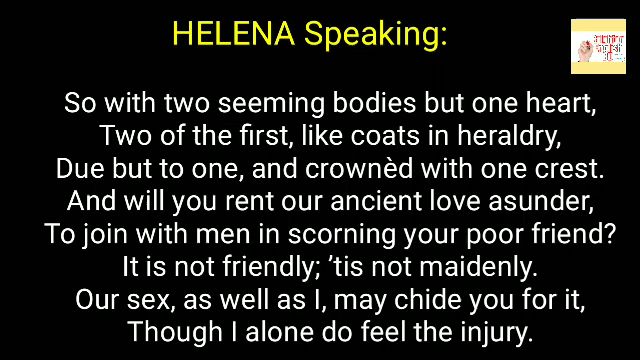 HELENA Speaking:
So with two seeming bodies but one heart,
Two of the first, like coats in heraldry,
Due but to one, and crownèd with one crest.
And will you rent our ancient love asunder,
To join with men in scorning your poor friend?
It is not friendly; ’tis not maidenly.
Our sex, as well as I, may chide you for it,
Though I alone do feel the injury.